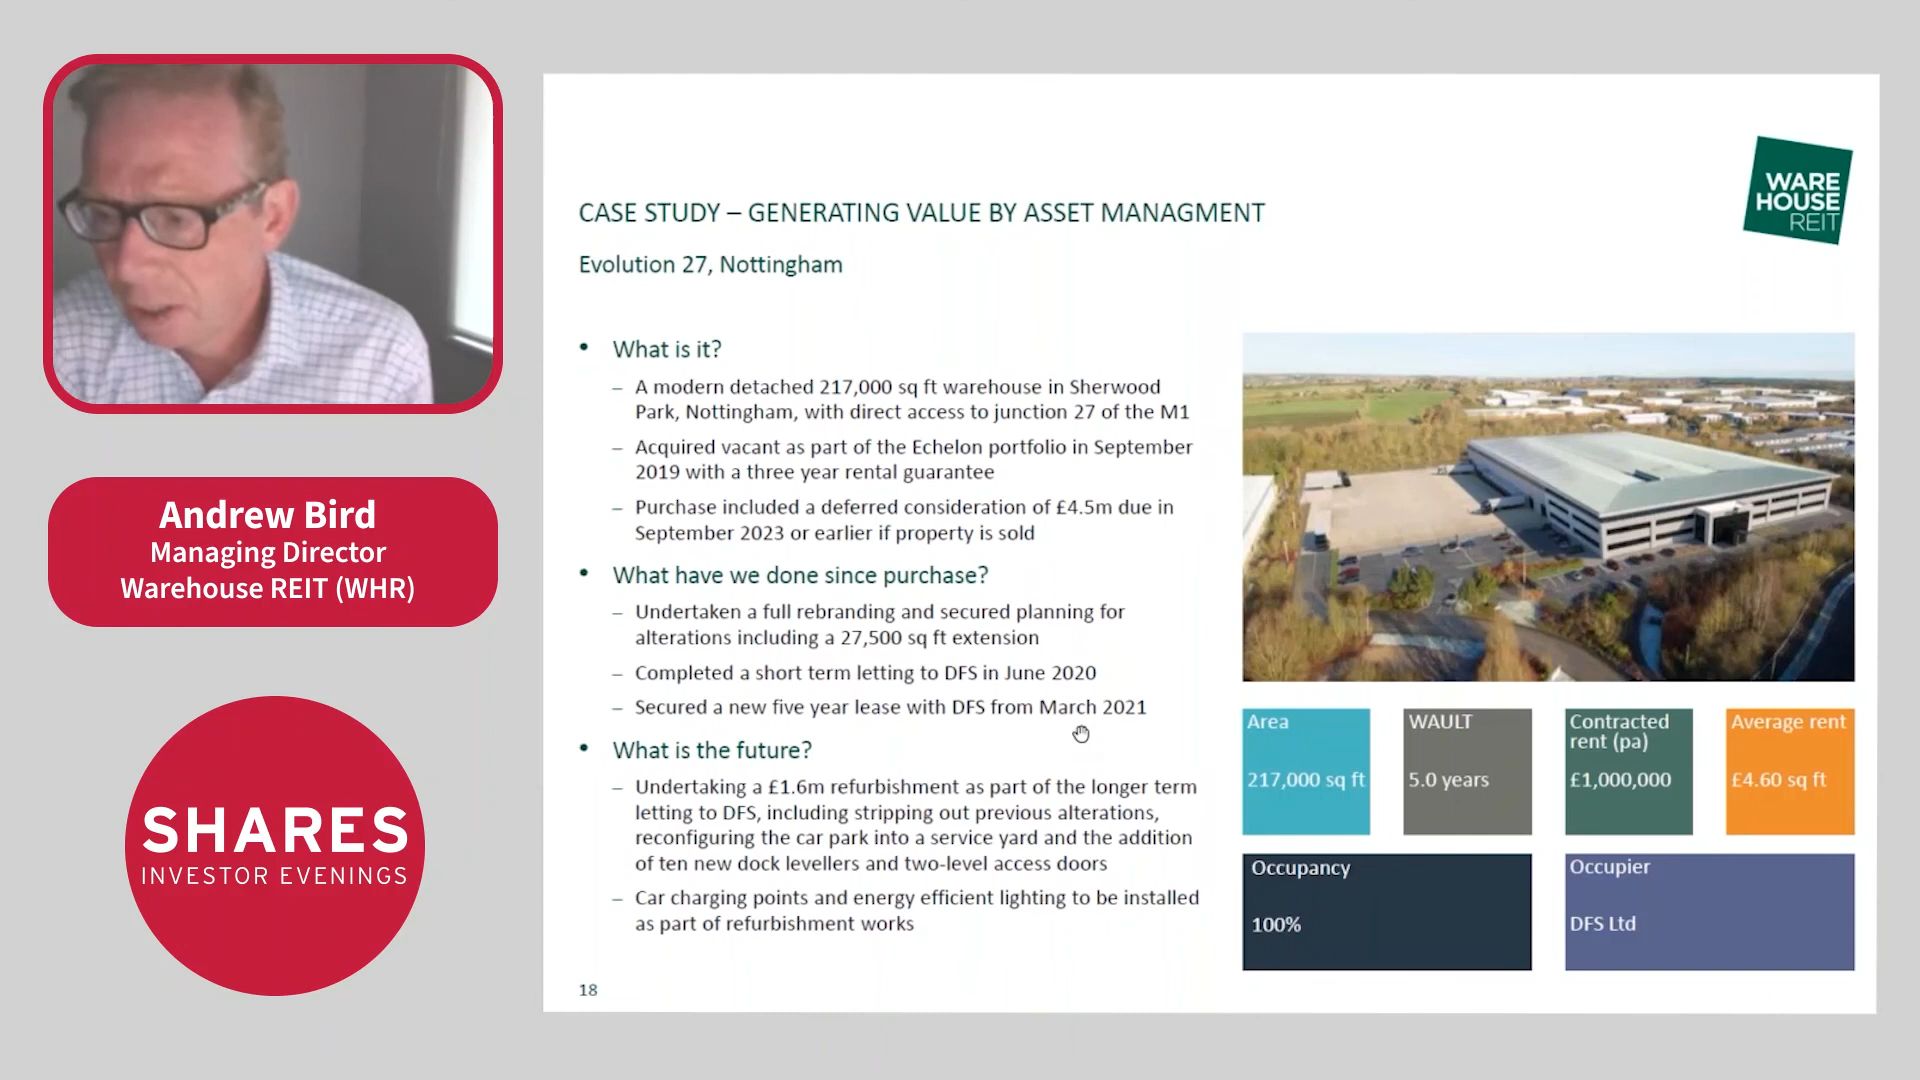 Andrew Bird
Managing Director
Warehouse REIT (WHR)
SHARES
INVESTOR EVENINGS
WARE
HOUSE
REIT
CASE STUDY – GENERATING VALUE BY ASSET MANAGMENT
Evolution 27, Nottingham
• What is it?
– A modern detached 217,000 sq ft warehouse in Sherwood
Park, Nottingham, with direct access to junction 27 of the M1
– Acquired vacant as part of the Echelon portfolio in September
2019 with a three year rental guarantee
– Purchase included a deferred consideration of £4.5m due in
September 2023 or earlier if property is sold
• What have we done since purchase?
– Undertaken a full rebranding and secured planning for
alterations including a 27,500 sq ft extension
– Completed a short term letting to DFS in June 2020
– Secured a new five year lease with DFS from March 2021
• What is the future?
– Undertaking a £1.6m refurbishment as part of the longer term
letting to DFS, including stripping out previous alterations,
reconfiguring the car park into a service yard and the addition
of ten new dock levellers and two-level access doors
– Car charging points and energy efficient lighting to be installed
as part of refurbishment works
Area
217,000 sq ft
WAULT
5.0 years
Contracted
rent (pa)
£1,000,000
Average rent
£4.60 sq ft
Occupancy
100%
Occupier
DFS Ltd
18